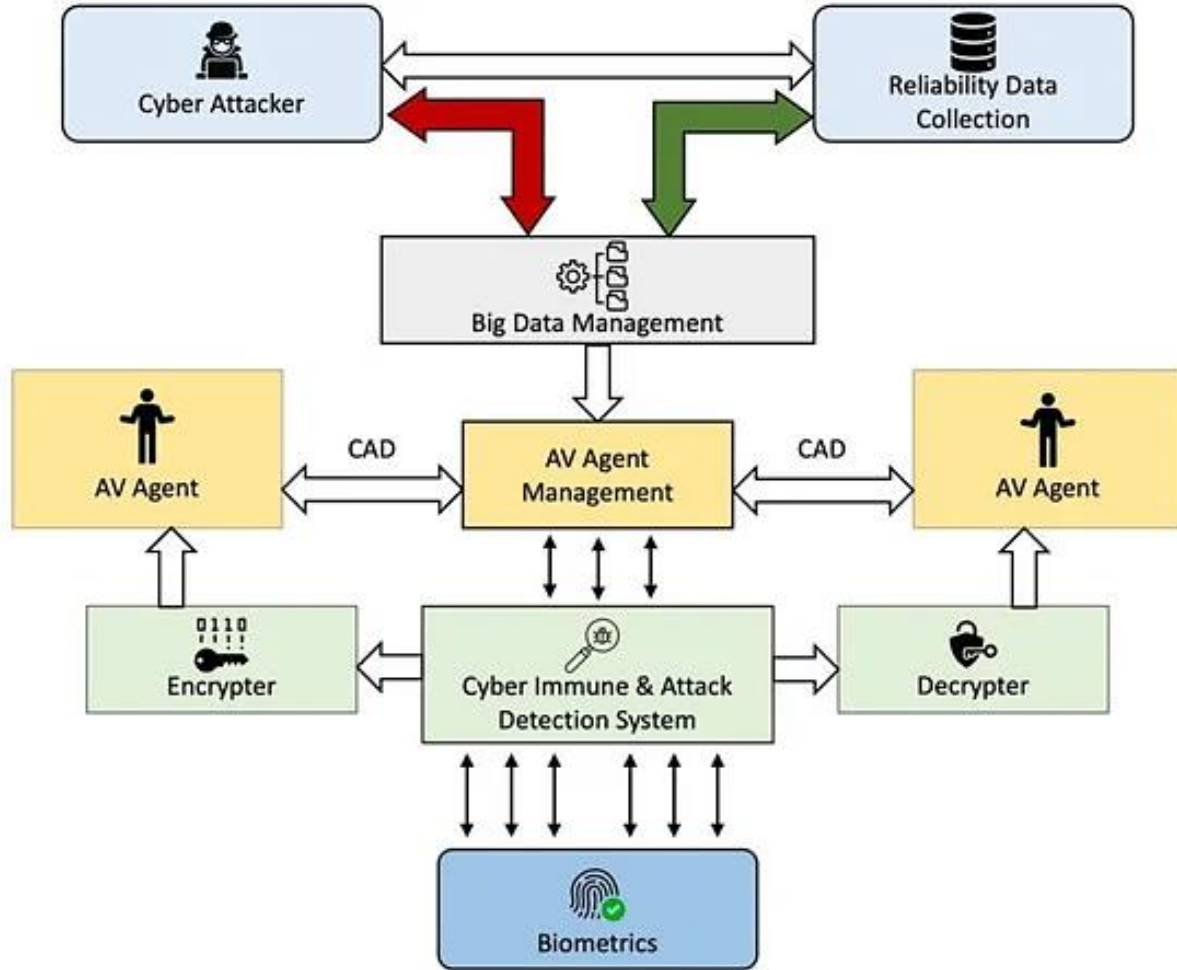 Cyber Attacker
Reliability Data
Collection
Big Data Management
AV Agent
CAD
AV Agent
Management
CAD
AV Agent
0110
Encrypter
Cyber Immune & Attack
Detection System
Decrypter
Biometrics